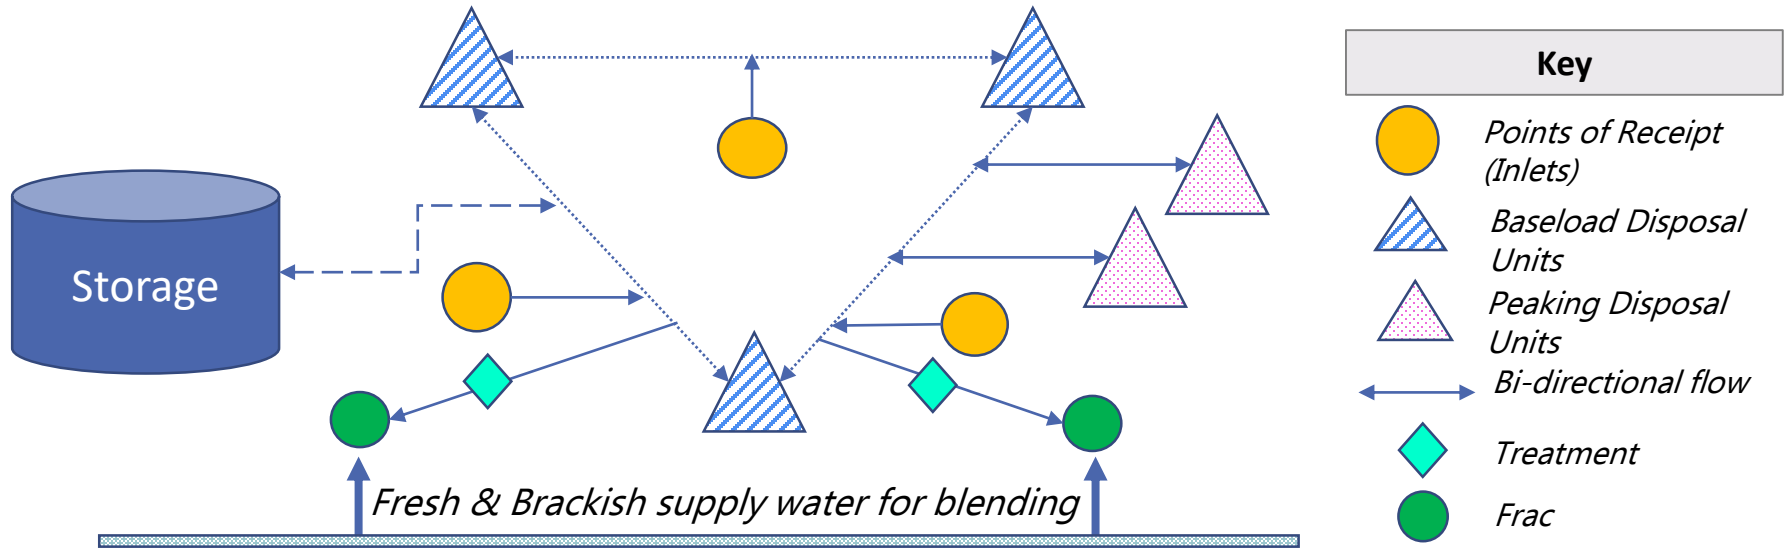 Storage
Fresh & Brackish supply water for blending
Key
Points of Receipt
(Inlets)
Baseload Disposal
Units
Peaking Disposal
Units
Bi-directional flow
Treatment
Frac